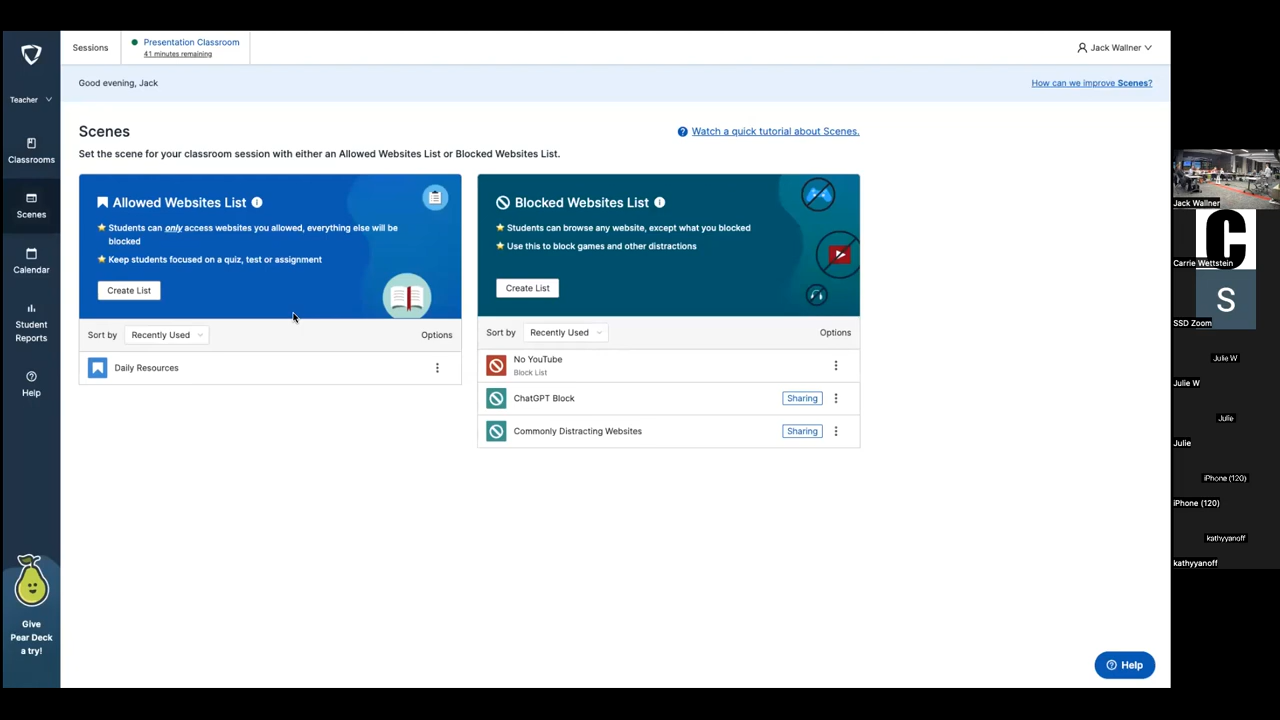 Sessions
Presentation Classroom
41 minutes remaining
Jack Wallner
Teacher
Classrooms
Scenes
Calendar
Student
Reports
Help
Give
Pear Deck
a try!
Good evening, Jack
How can we improve Scenes?
Scenes
Watch a quick tutorial about Scenes.
Set the scene for your classroom session with either an Allowed Websites List or Blocked Websites List.
Allowed Websites List
Students can only access websites you allowed, everything else will be
blocked
Keep students focused on a quiz, test or assignment
Create List
Sort by Recently Used Options
Daily Resources
Blocked Websites List
Students can browse any website, except what you blocked
Use this to block games and other distractions
Create List
Sort by Recently Used Options
No YouTube
Block List
ChatGPT Block Sharing
Commonly Distracting Websites Sharing
Help
Jack Wallner
C
Carrie Wettstein
S
SSD Zoom
Julie W
Julie W
Julie
Julie
iPhone (120)
iPhone (120)
kathyyanoff
kathyyanoff